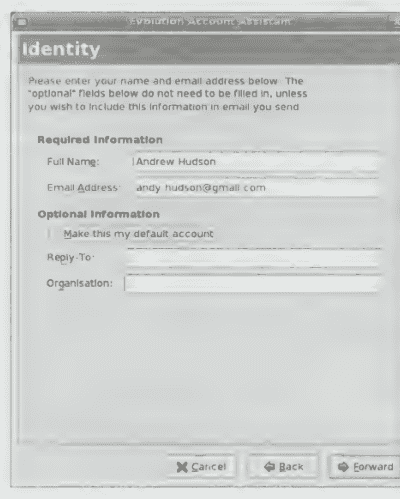 Evolution Account Assistant
Identity
Please enter your name and email address below. The
"optional" fields below do not need to be filled in, unless
you wish to include this information in email you send
Required Information
Full Name: Andrew Hudson
Email Address: andy.hudson@gmail.com
Optional Information
Make this my default account
Reply-To:
Organisation:
Cancel Back Forward